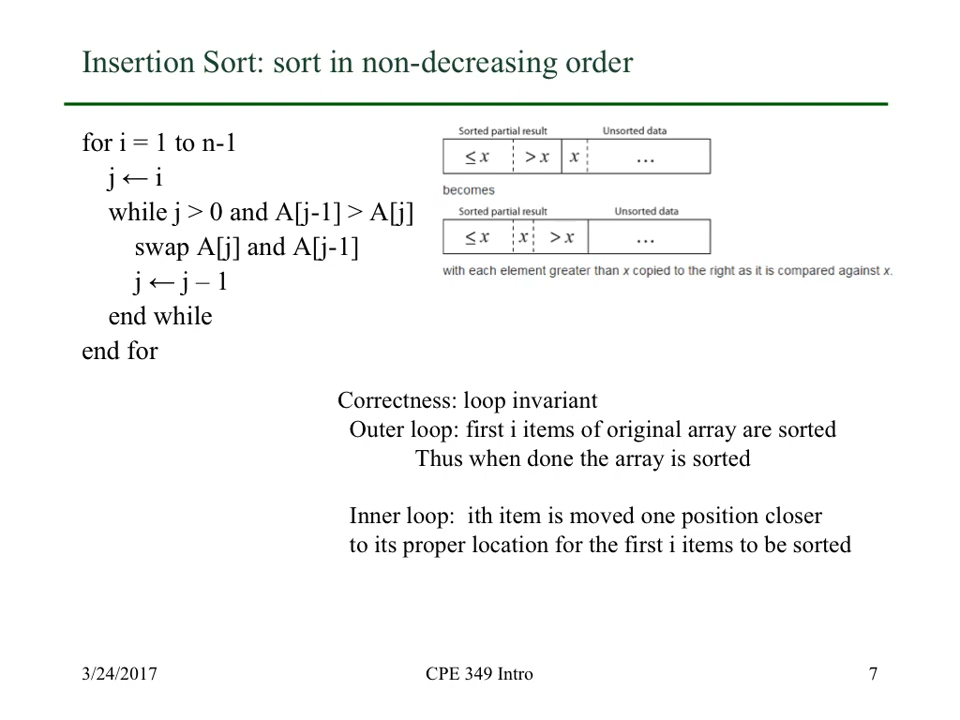 Insertion Sort: sort in non-decreasing order
for i = 1 to n-1
j ← i
while j > 0 and A[j-1] > A[j]
swap A[j] and A[j-1]
j ← j – 1
end while
end for
Sorted partial result Unsorted data
≤ x > x x ...
becomes
Sorted partial result Unsorted data
≤ x x > x ...
with each element greater than x copied to the right as it is compared against x.
Correctness: loop invariant
Outer loop: first i items of original array are sorted
Thus when done the array is sorted
Inner loop: ith item is moved one position closer
to its proper location for the first i items to be sorted
3/24/2017 CPE 349 Intro 7